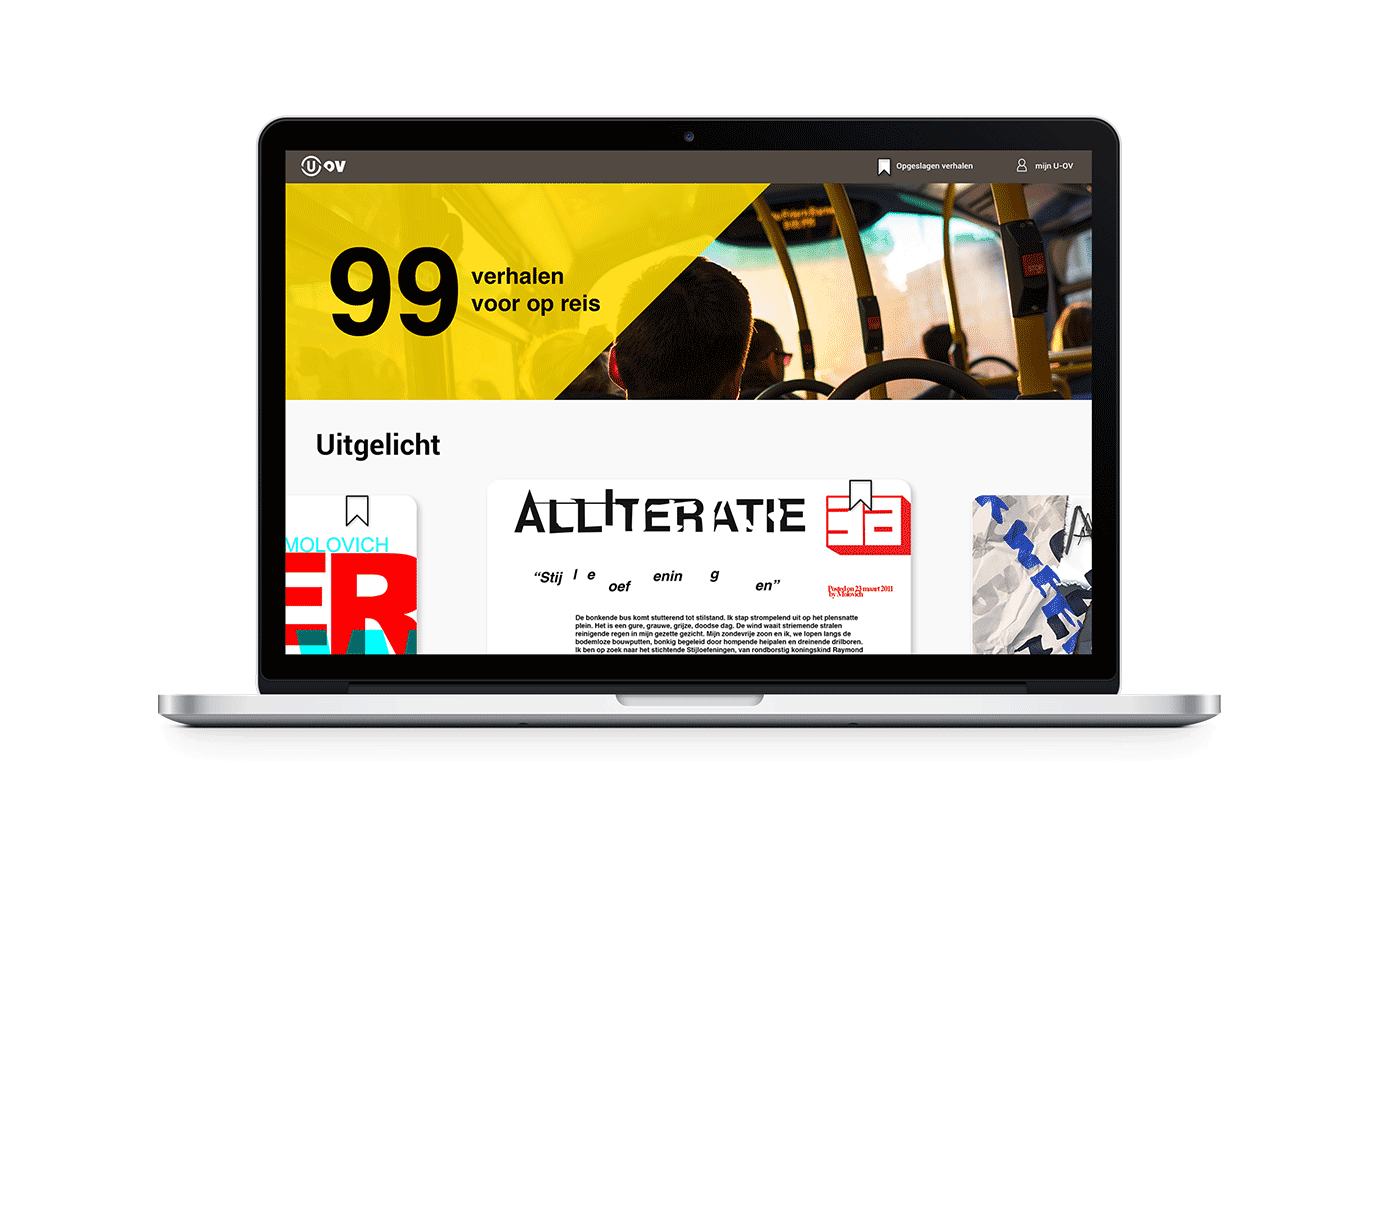 U OV
Opgeslagen verhalen
mijn U-OV
99
verhalen
voor op reis
Uitgelicht
MOLOVICH
ER
ALLITERATIE
99
“Stijleoefeningen”
Posted on 23 maart 2011
by Molovich
De bonkende bus komt stutterend tot stilstand. Ik stap strompelend uit op het plensnatte
plein. Het is een gure, grauwe, grijze, doodse dag. De wind waait striemende stralen
reinigende regen in mijn gezette gezicht. Mijn zondevrije zoon en ik, we lopen langs de
bodemloze bouwputten, bonkig begeleid door hompende heipalen en dreinende drilboren.
Ik ben op zoek naar het stichtende Stijloefeningen, van rondborstig koningskind Raymond